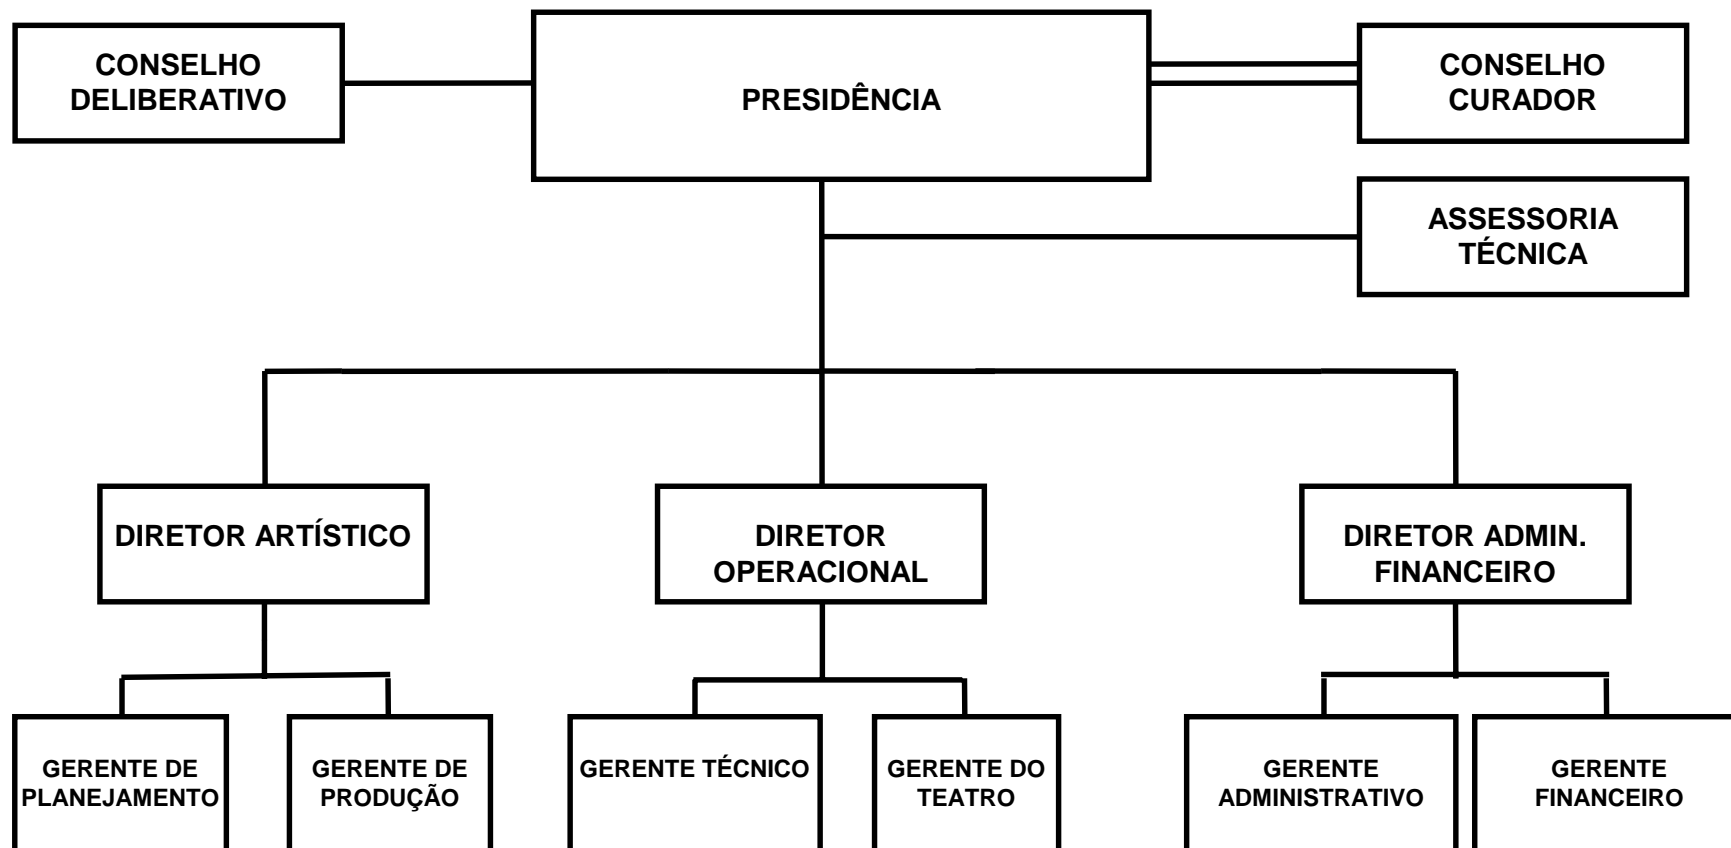 CONSELHO
DELIBERATIVO
PRESIDÊNCIA
CONSELHO
CURADOR
ASSESSORIA
TÉCNICA
DIRETOR ARTÍSTICO
DIRETOR
OPERACIONAL
DIRETOR ADMIN.
FINANCEIRO
GERENTE DE
PLANEJAMENTO
GERENTE DE
PRODUÇÃO
GERENTE TÉCNICO
GERENTE DO
TEATRO
GERENTE
ADMINISTRATIVO
GERENTE
FINANCEIRO